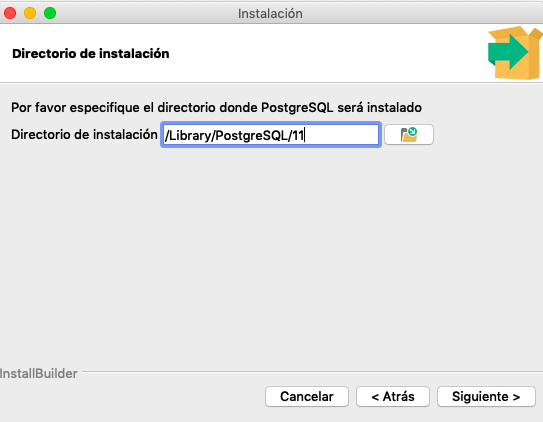 Instalación
Directorio de instalación
Por favor especifique el directorio donde PostgreSQL será instalado
Directorio de instalación /Library/PostgreSQL/11
InstallBuilder
Cancelar < Atrás Siguiente >